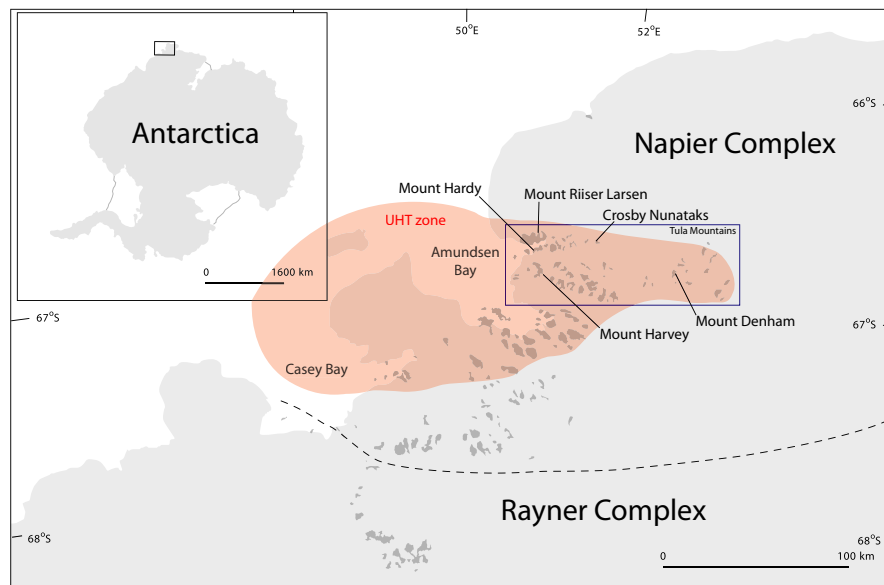 50°E
52°E
66°S
Antarctica
Napier Complex
Mount Hardy
Mount Riiser Larsen
Crosby Nunataks
UHT zone
Tula Mountains
Amundsen
Bay
0
1600 km
67°S
67°S
Mount Denham
Mount Harvey
Casey Bay
Rayner Complex
68°S
68°S
0
100 km